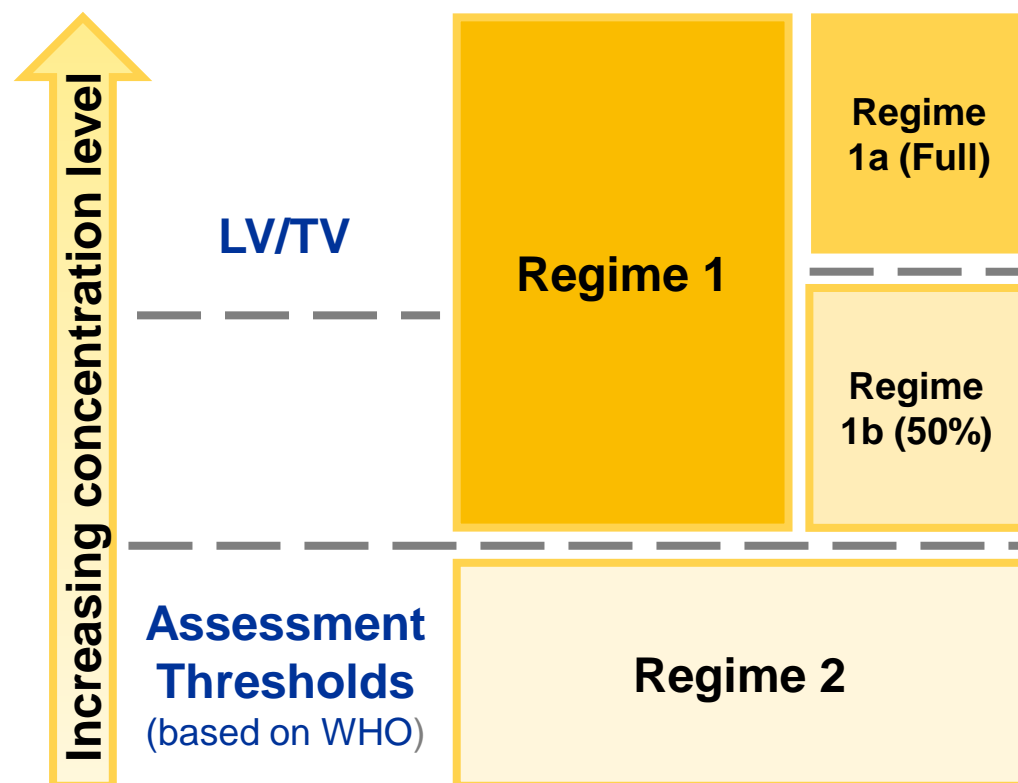 Increasing concentration level
LV/TV
Regime 1
Regime
1a (Full)
Regime
1b (50%)
Assessment
Thresholds
(based on WHO)
Regime 2